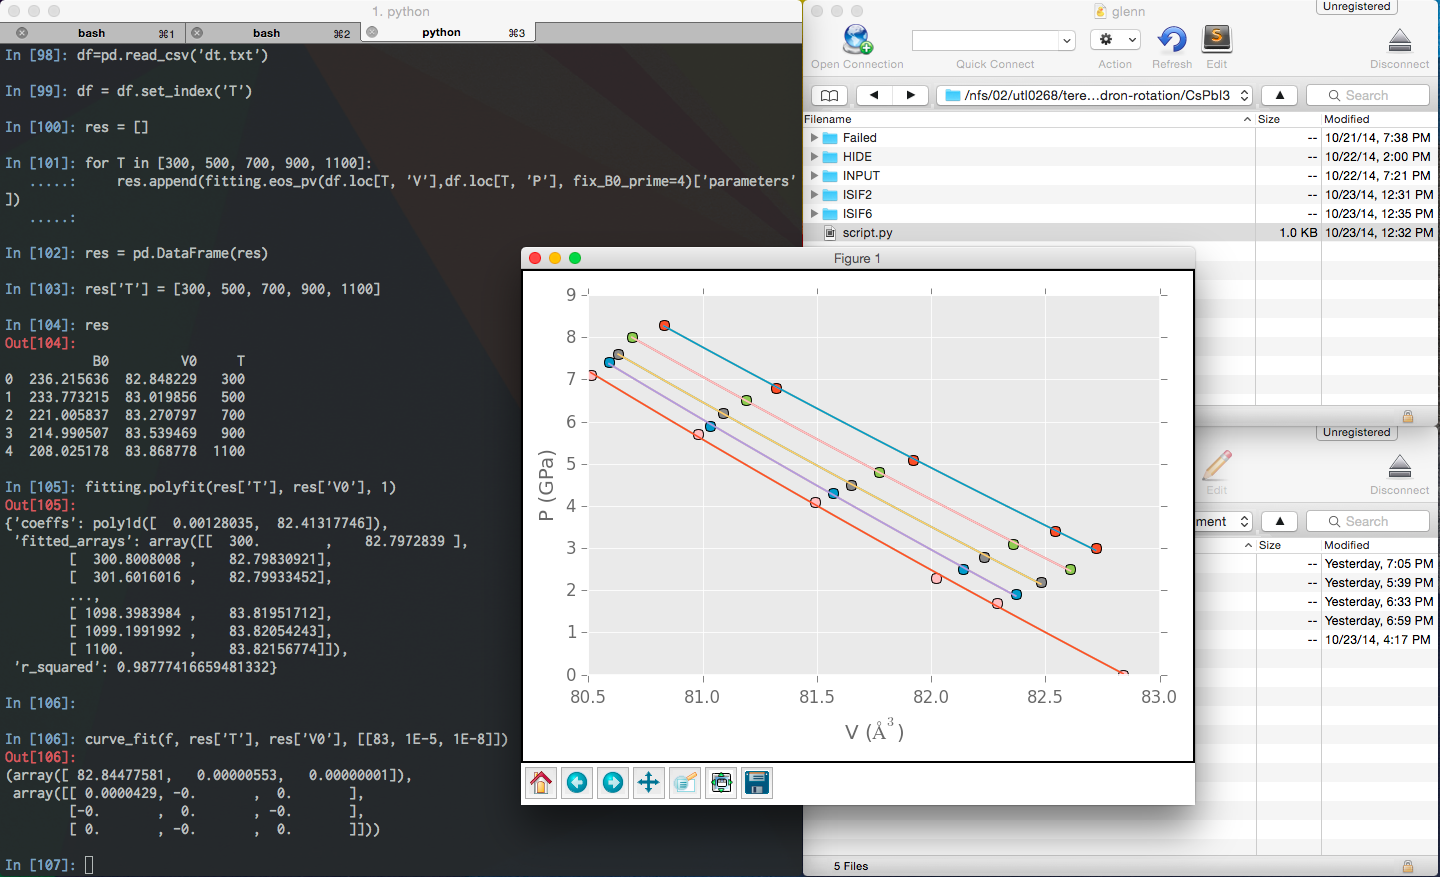 1. python
bash ⌘1
bash ⌘2
python ⌘3
In [98]: df=pd.read_csv('dt.txt')
In [99]: df = df.set_index('T')
In [100]: res = []
In [101]: for T in [300, 500, 700, 900, 1100]:
.....:     res.append(fitting.eos_pv(df.loc[T, 'V'],df.loc[T, 'P'], fix_B0_prime=4)['parameters'
])
.....:
In [102]: res = pd.DataFrame(res)
In [103]: res['T'] = [300, 500, 700, 900, 1100]
In [104]: res
Out[104]:
B0 V0 T
0 236.215636 82.848229 300
1 233.773215 83.019856 500
2 221.005837 83.270797 700
3 214.990507 83.539469 900
4 208.025178 83.868778 1100
In [105]: fitting.polyfit(res['T'], res['V0'], 1)
Out[105]:
{'coeffs': poly1d([  0.00128035,  82.41317746]),
'fitted_arrays': array([[  300.        ,    82.7972839 ],
[  300.8008008 ,    82.79830921],
[  301.6016016 ,    82.79933452],
...,
[ 1098.3983984 ,    83.81951712],
[ 1099.1991992 ,    83.82054243],
[ 1100.        ,    83.82156774]]),
'r_squared': 0.98777416659481332}
In [106]:
In [106]: curve_fit(f, res['T'], res['V0'], [[83, 1E-5, 1E-8]])
Out[106]:
(array([ 82.84477581,   0.00000553,   0.00000001]),
array([[ 0.0000429, -0.       ,  0.       ],
[-0.       ,  0.       , -0.       ],
[ 0.       , -0.       ,  0.       ]]))
In [107]:
glenn
Unregistered
Open Connection
Quick Connect
Action
Refresh
Edit
Disconnect
/nfs/02/utl0268/tere...dron-rotation/CsPbI3
Search
Filename Size Modified
Failed -- 10/21/14, 7:38 PM
HIDE -- 10/22/14, 2:00 PM
INPUT -- 10/22/14, 7:21 PM
ISIF2 -- 10/23/14, 12:31 PM
ISIF6 -- 10/23/14, 12:35 PM
script.py 1.0 KB 10/23/14, 12:32 PM
Figure 1
9
8
7
6
5
4
3
2
1
0
P (GPa)
80.5 81.0 81.5 82.0 82.5 83.0
V (Å³)
Unregistered
Edit
Disconnect
ment
Search
Size Modified
-- Yesterday, 7:05 PM
-- Yesterday, 5:39 PM
-- Yesterday, 6:33 PM
-- Yesterday, 6:59 PM
-- 10/23/14, 4:17 PM
5 Files